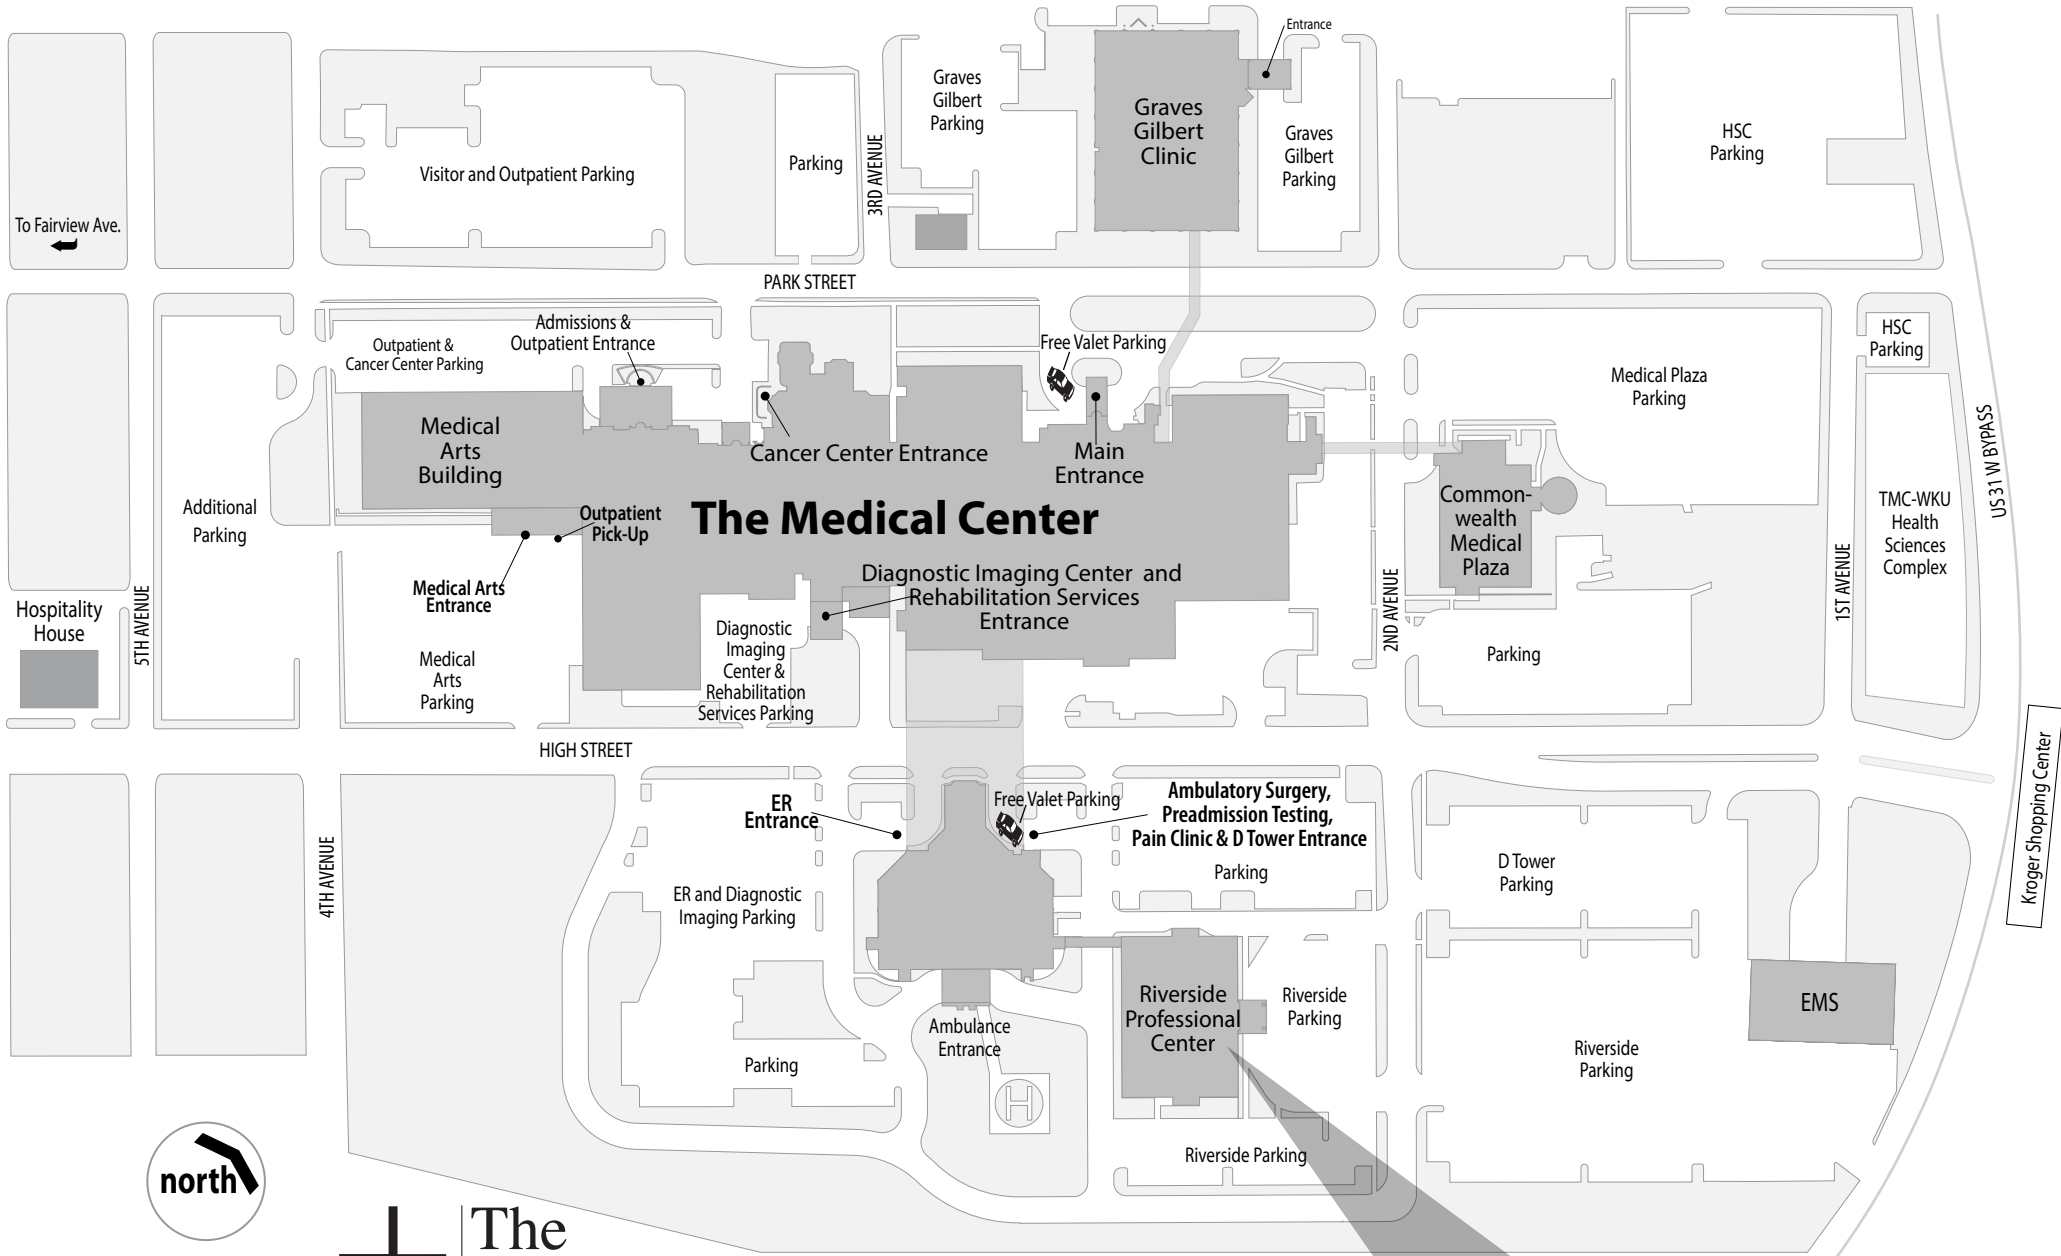 Entrance
Graves
Gilbert
Parking
Graves
Gilbert
Clinic
Graves
Gilbert
Parking
HSC
Parking
Visitor and Outpatient Parking
Parking
3RD AVENUE
To Fairview Ave.
PARK STREET
Admissions &
Outpatient Entrance
Outpatient &
Cancer Center Parking
Free Valet Parking
HSC
Parking
Medical Plaza
Parking
US 31 W BYPASS
Medical
Arts
Building
Cancer Center Entrance
Main
Entrance
Additional
Parking
Outpatient
Pick-Up
The Medical Center
Common-
wealth
Medical
Plaza
TMC-WKU
Health
Sciences
Complex
Medical Arts
Entrance
Diagnostic Imaging Center and
Rehabilitation Services
Entrance
2ND AVENUE
1ST AVENUE
Hospitality
House
5TH AVENUE
Medical
Arts
Parking
Diagnostic
Imaging
Center &
Rehabilitation
Services Parking
Parking
HIGH STREET
Kroger Shopping Center
ER
Entrance
Free Valet Parking
Ambulatory Surgery,
Preadmission Testing,
Pain Clinic & D Tower Entrance
Parking
D Tower
Parking
4TH AVENUE
ER and Diagnostic
Imaging Parking
Riverside
Professional
Center
Riverside
Parking
EMS
Ambulance
Entrance
Parking
Riverside
Parking
H
Riverside Parking
north
The